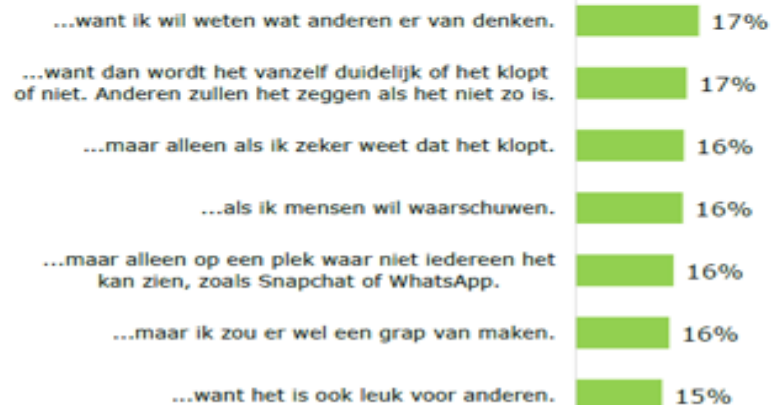 ...want ik wil weten wat anderen er van denken. 17%
...want dan wordt het vanzelf duidelijk of het klopt
of niet. Anderen zullen het zeggen als het niet zo is. 17%
...maar alleen als ik zeker weet dat het klopt. 16%
...als ik mensen wil waarschuwen. 16%
...maar alleen op een plek waar niet iedereen het
kan zien, zoals Snapchat of WhatsApp. 16%
...maar ik zou er wel een grap van maken. 16%
...want het is ook leuk voor anderen. 15%